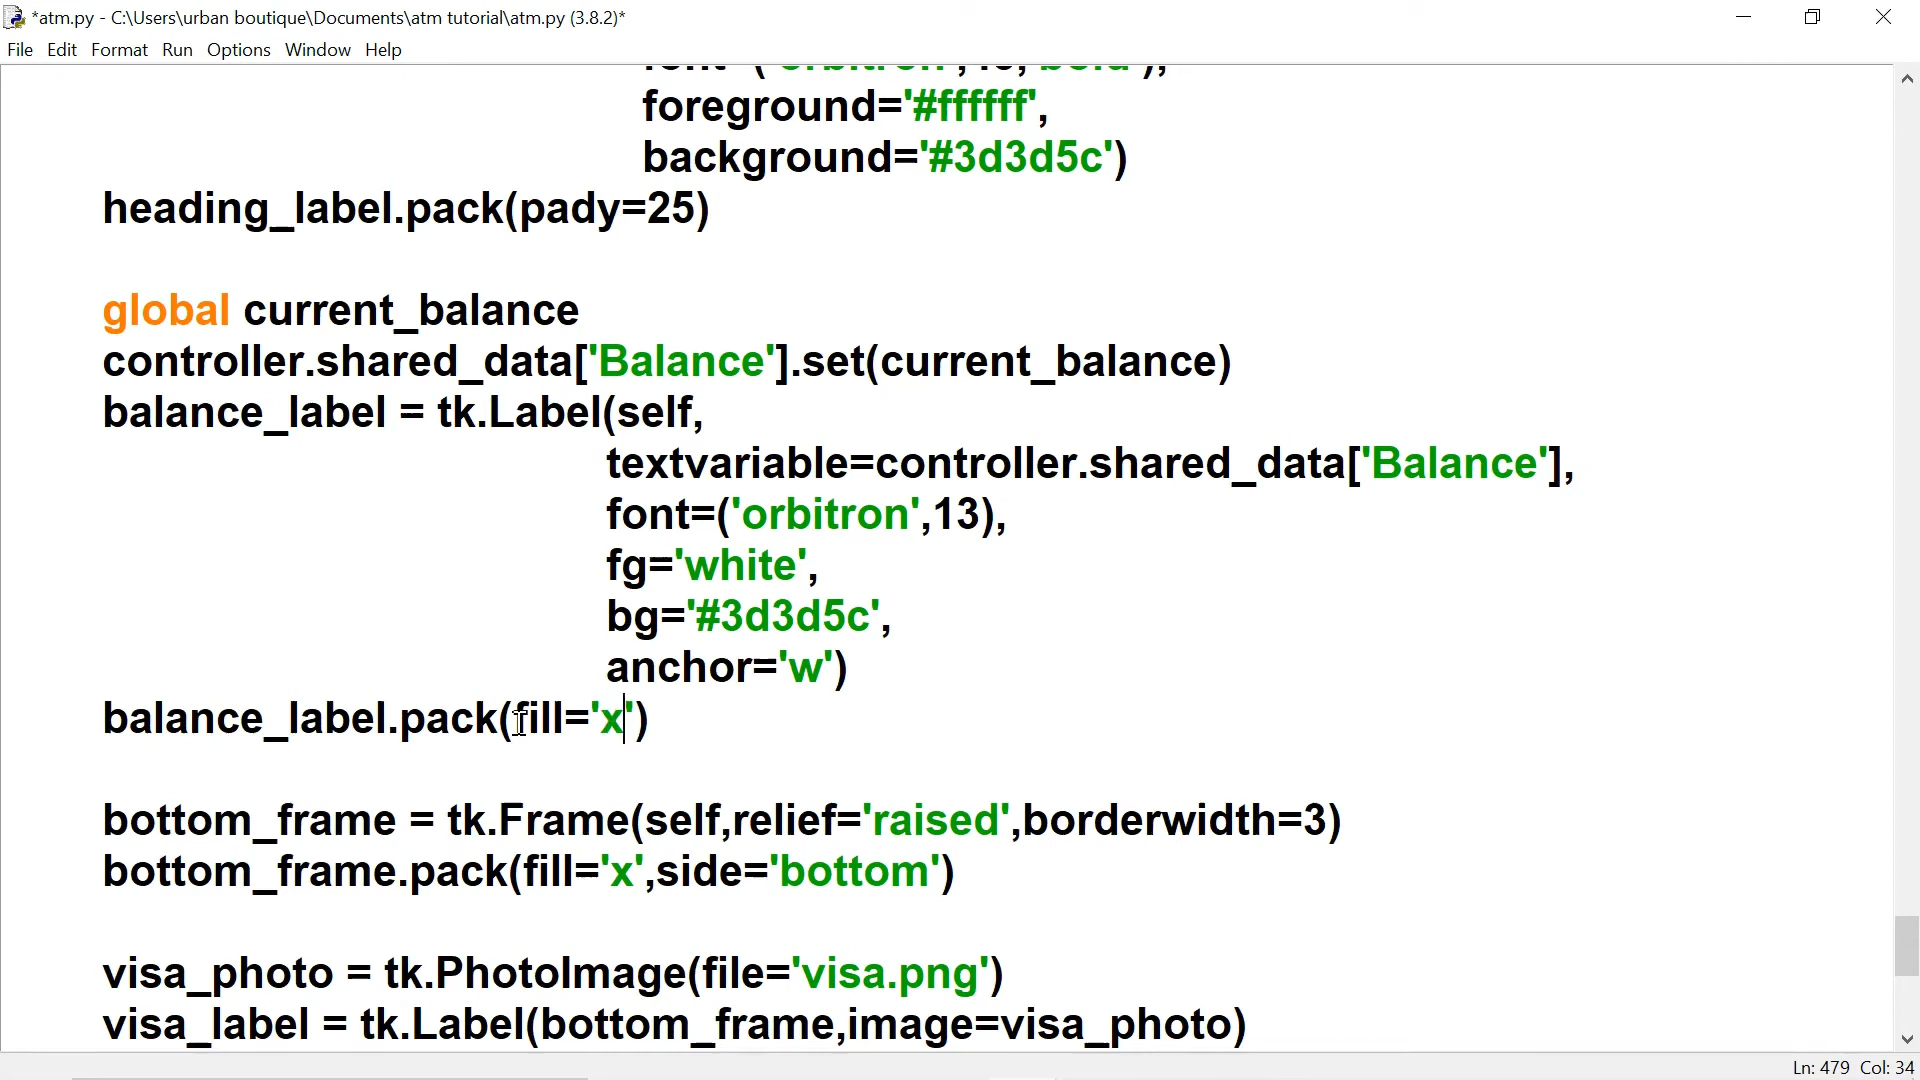 *atm.py - C:\Users\urban boutique\Documents\atm tutorial\atm.py (3.8.2)*
File Edit Format Run Options Window Help
foreground='#ffffff',
background='#3d3d5c')
heading_label.pack(pady=25)
global current_balance
controller.shared_data['Balance'].set(current_balance)
balance_label = tk.Label(self,
textvariable=controller.shared_data['Balance'],
font=('orbitron',13),
fg='white',
bg='#3d3d5c',
anchor='w')
balance_label.pack(fill='x')
bottom_frame = tk.Frame(self,relief='raised',borderwidth=3)
bottom_frame.pack(fill='x',side='bottom')
visa_photo = tk.PhotoImage(file='visa.png')
visa_label = tk.Label(bottom_frame,image=visa_photo)
Ln: 479 Col: 34